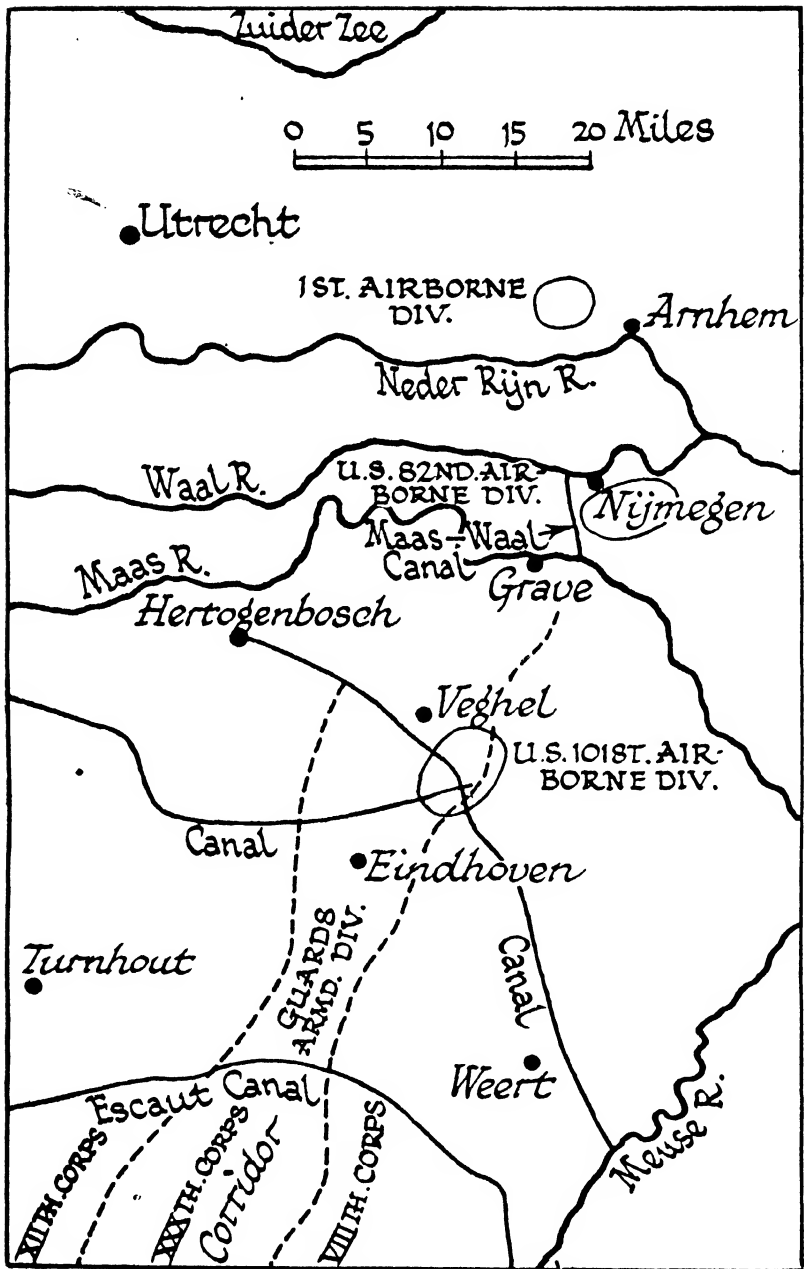 Zuider Zee
0 5 10 15 20 Miles
Utrecht
1ST. AIRBORNE
DIV.
Arnhem
Neder Rijn R.
Waal R.
U.S. 82ND. AIR-
BORNE DIV.
Nijmegen
Maas-Waal
Canal
Maas R.
Grave
Hertogenbosch
Veghel
U.S. 101ST. AIR-
BORNE DIV.
Canal
Eindhoven
GUARDS
ARMD. DIV.
Turnhout
Canal
Weert
Escaut Canal
Meuse R.
XIITH. CORPS
XXXTH. CORPS
Corridor
VIIITH. CORPS